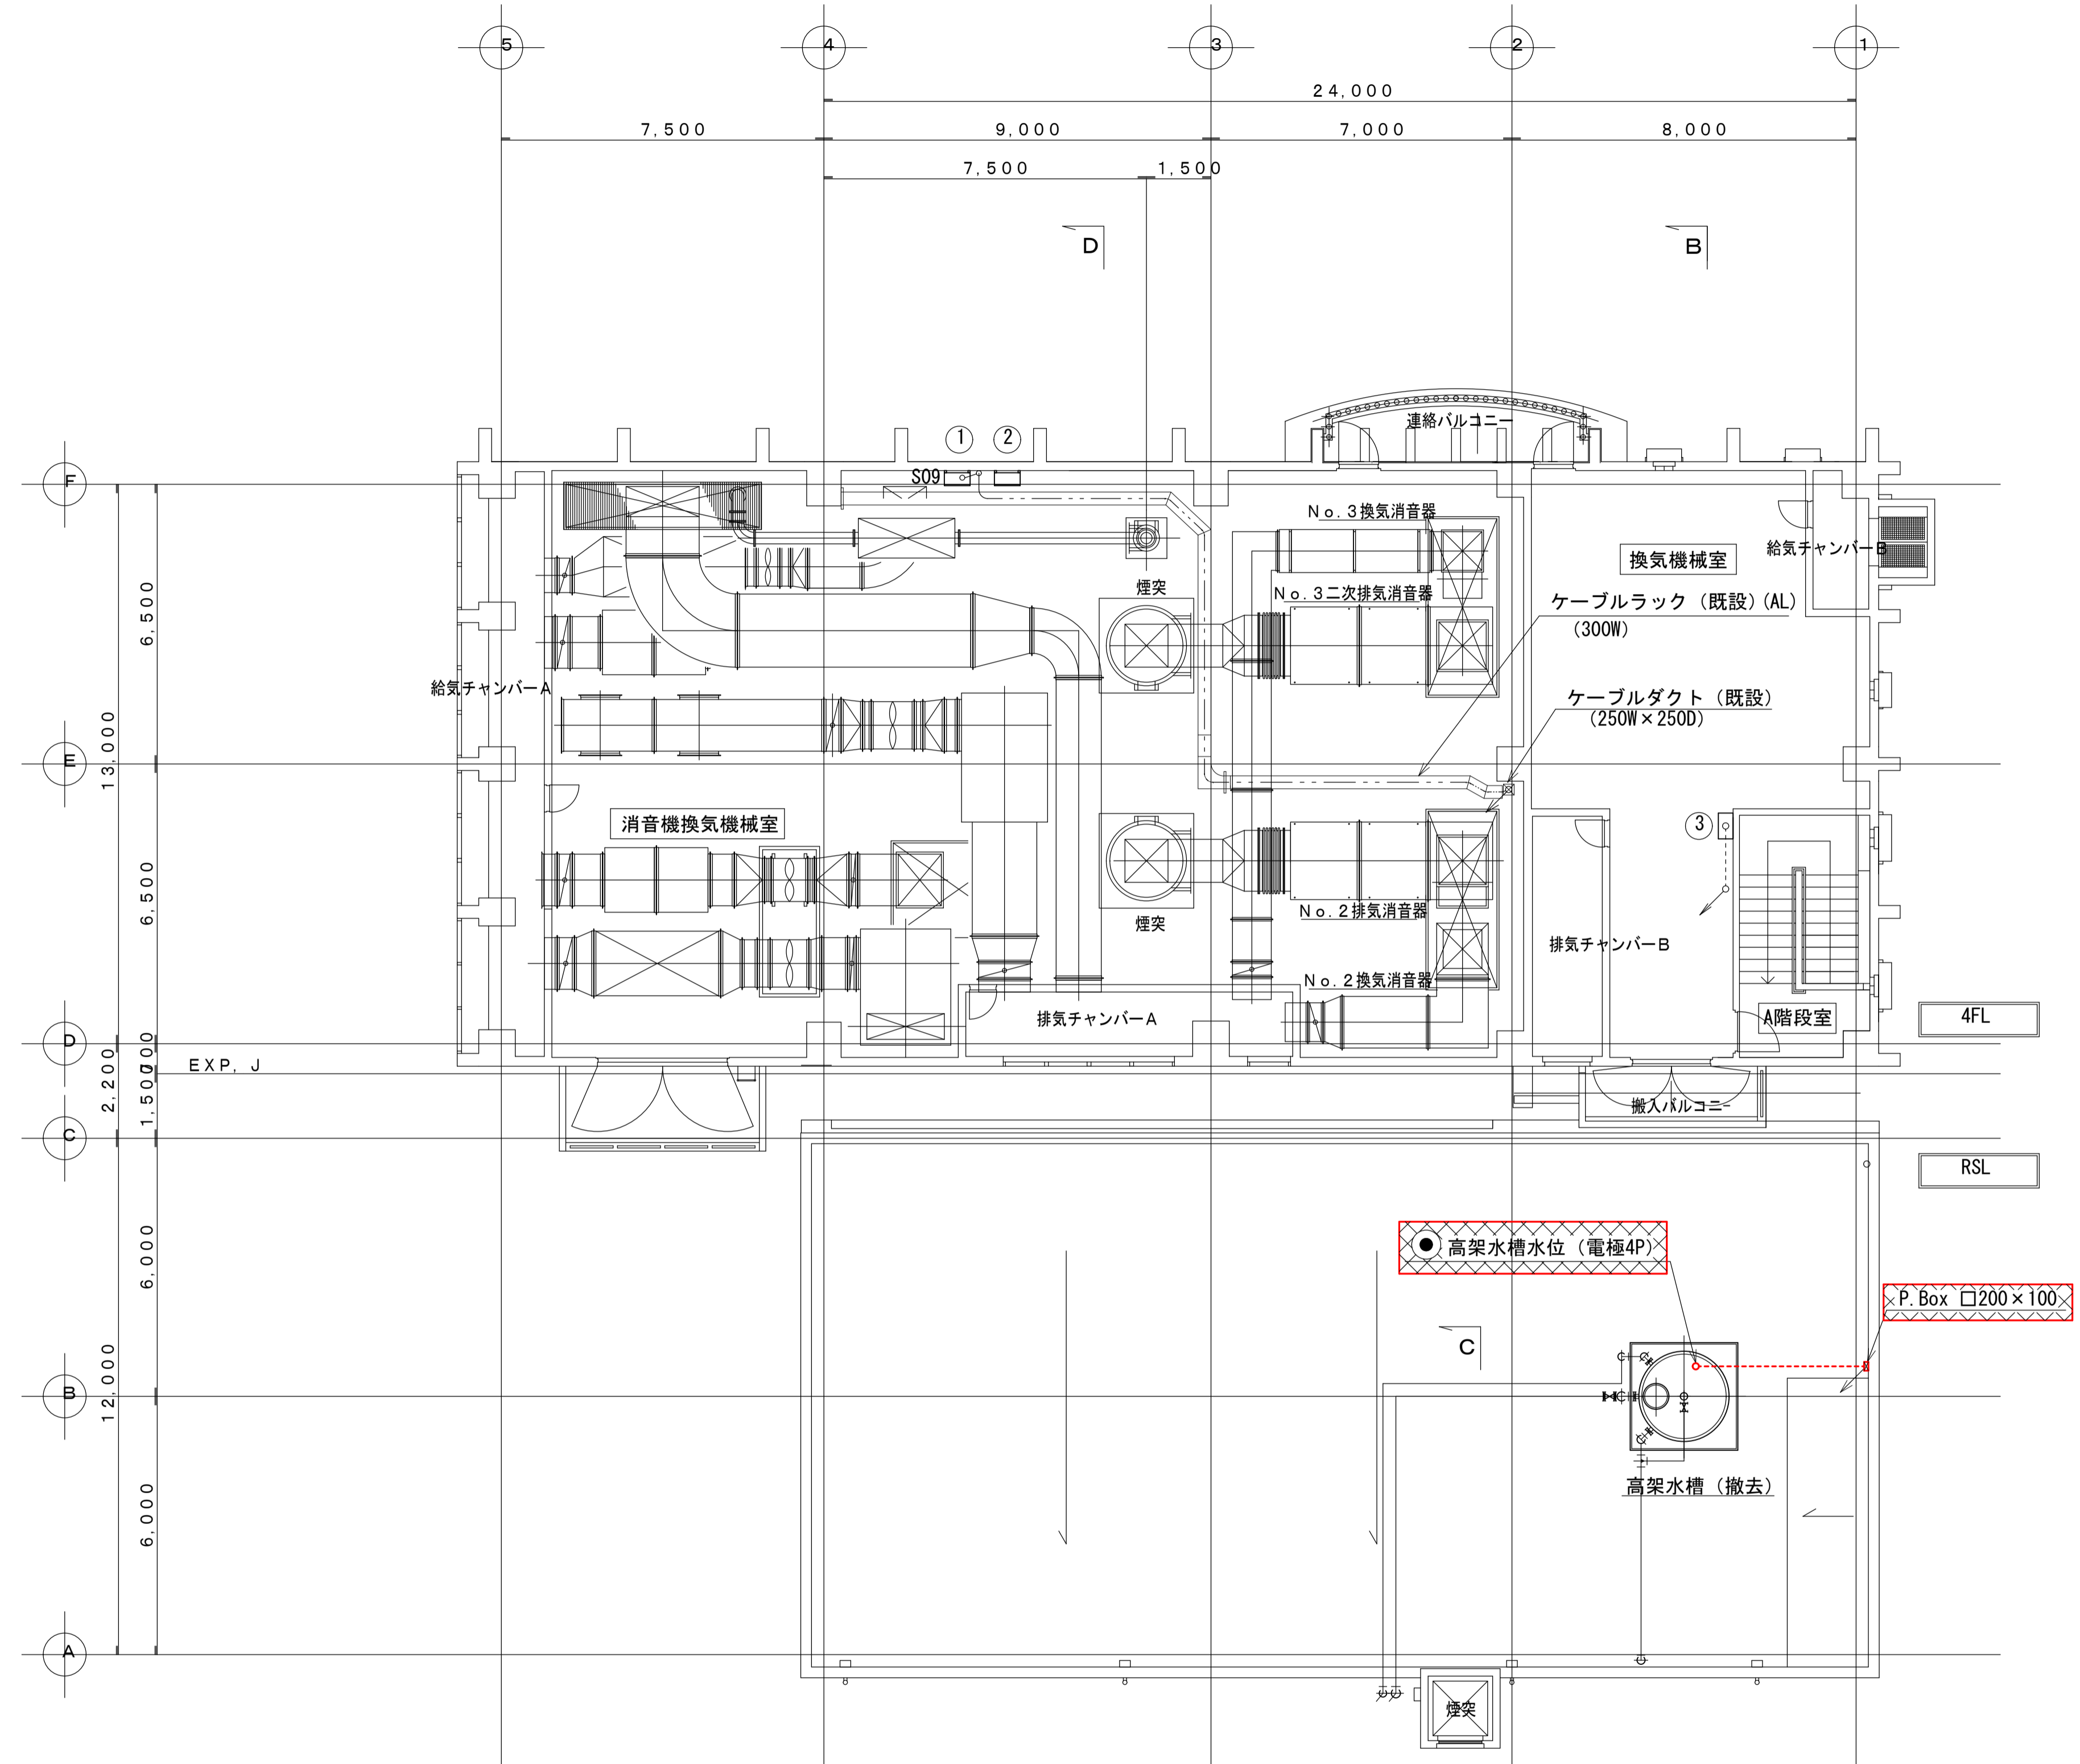 5
4
3
2
1
24,000
7,500
9,000
7,000
8,000
7,500
1,500
D
B
連絡バルコニー
1
2
S09
F
No.3換気消音器
換気機械室
給気チャンバーB
煙突
No.3二次排気消音器
ケーブルラック（既設）(AL)
(300W)
6,500
給気チャンバーA
ケーブルダクト（既設）
(250W×250D)
13,000
E
消音機換気機械室
3
6,500
煙突
No.2排気消音器
排気チャンバーB
No.2換気消音器
排気チャンバーA
A階段室
4FL
D
700
EXP, J
2,200
1,500
搬入バルコニー
C
RSL
高架水槽水位（電極4P）
6,000
P.Box □200×100
C
B
12,000
高架水槽（撤去）
6,000
A
煙突